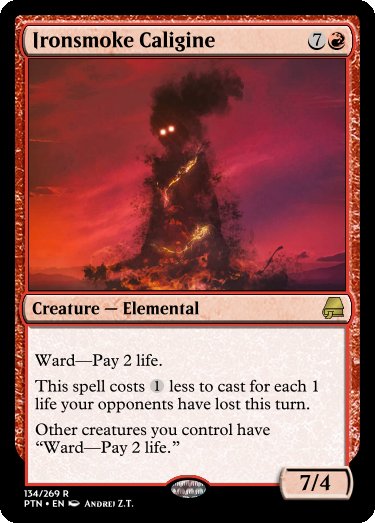 Ironsmoke Caligine 7
Creature — Elemental
Ward—Pay 2 life.
This spell costs 1 less to cast for each 1
life your opponents have lost this turn.
Other creatures you control have
“Ward—Pay 2 life.”
7/4
134/269 R
PTN • EN Andrei Z.T.